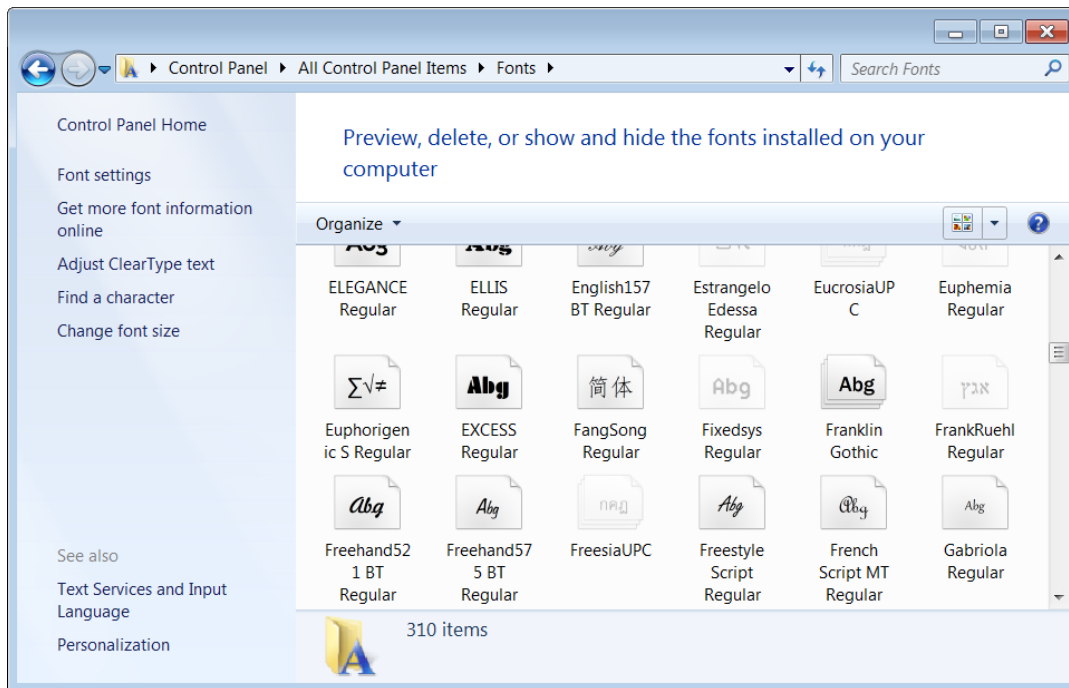 Control Panel
All Control Panel Items
Fonts
Search Fonts
Control Panel Home
Font settings
Get more font information
online
Adjust ClearType text
Find a character
Change font size
See also
Text Services and Input
Language
Personalization
Preview, delete, or show and hide the fonts installed on your
computer
Organize
ELEGANCE
Regular
ELLIS
Regular
English157
BT Regular
Estrangelo
Edessa
Regular
EucrosiaUP
C
Euphemia
Regular
∑√≠
Euphorigen
ic S Regular
Abg
EXCESS
Regular
简体
FangSong
Regular
Abg
Fixedsys
Regular
Abg
Franklin
Gothic
אגץ
FrankRuehl
Regular
Abg
Freehand52
1 BT
Regular
Abg
Freehand57
5 BT
Regular
กคฎ
FreesiaUPC
Abg
Freestyle
Script
Regular
Abg
French
Script MT
Regular
Abg
Gabriola
Regular
310 items